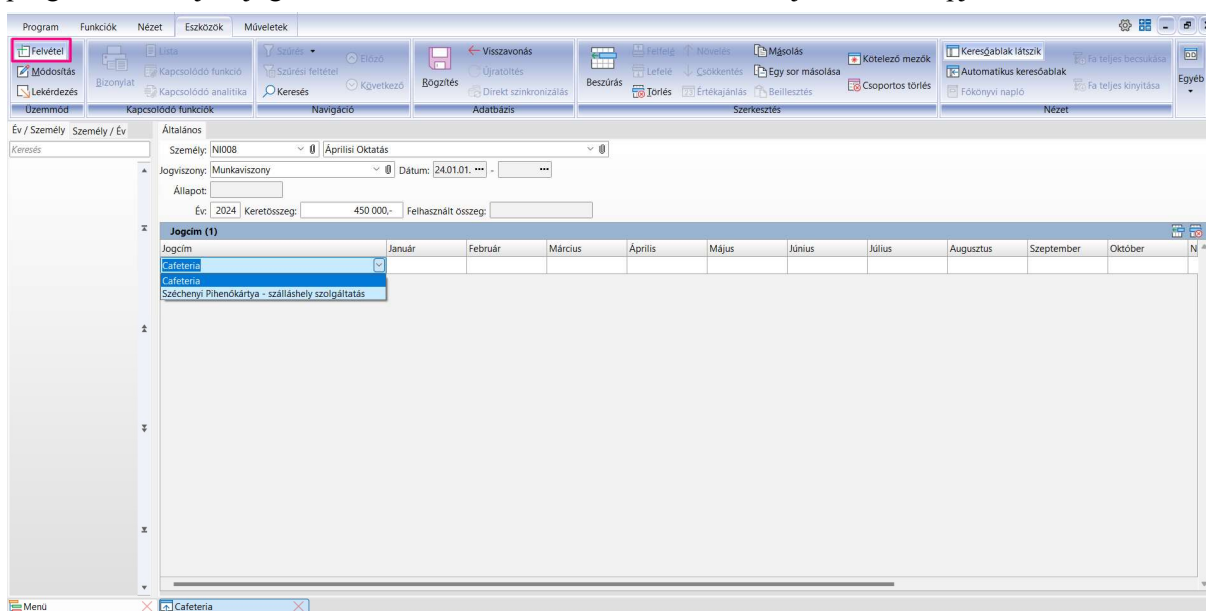 Program Funkciók Nézet Eszközök Műveletek
Felvétel
Módosítás
Lekérdezés
Üzemmód
Bizonylat
Lista
Kapcsolódó funkció
Kapcsolódó analitika
Kapcsolódó funkciók
Szűrés
Szűrési feltétel
Keresés
Előző
Következő
Navigáció
Rögzítés
Visszavonás
Újratöltés
Direkt szinkronizálás
Adatbázis
Beszúrás
Felfelé
Lefelé
Törlés
Növelés
Csökkentés
Értékajánlás
Másolás
Egy sor másolása
Beillesztés
Kötelező mezők
Csoportos törlés
Szerkesztés
Keresőablak látszik
Automatikus keresőablak
Főkönyvi napló
Fa teljes becsukása
Fa teljes kinyitása
Nézet
Egyéb
Év / Személy Személy / Év
Keresés
Általános
Személy: NI008 Áprilisi Oktatás
Jogviszony: Munkaviszony Dátum: 24.01.01. ••• - •••
Állapot:
Év: 2024 Keretösszeg: 450 000,- Felhasznált összeg:
Jogcím (1)
Jogcím Január Február Március Április Május Június Július Augusztus Szeptember Október N
Cafeteria
Cafeteria
Széchenyi Pihenőkártya - szálláshely szolgáltatás
Menü Cafeteria